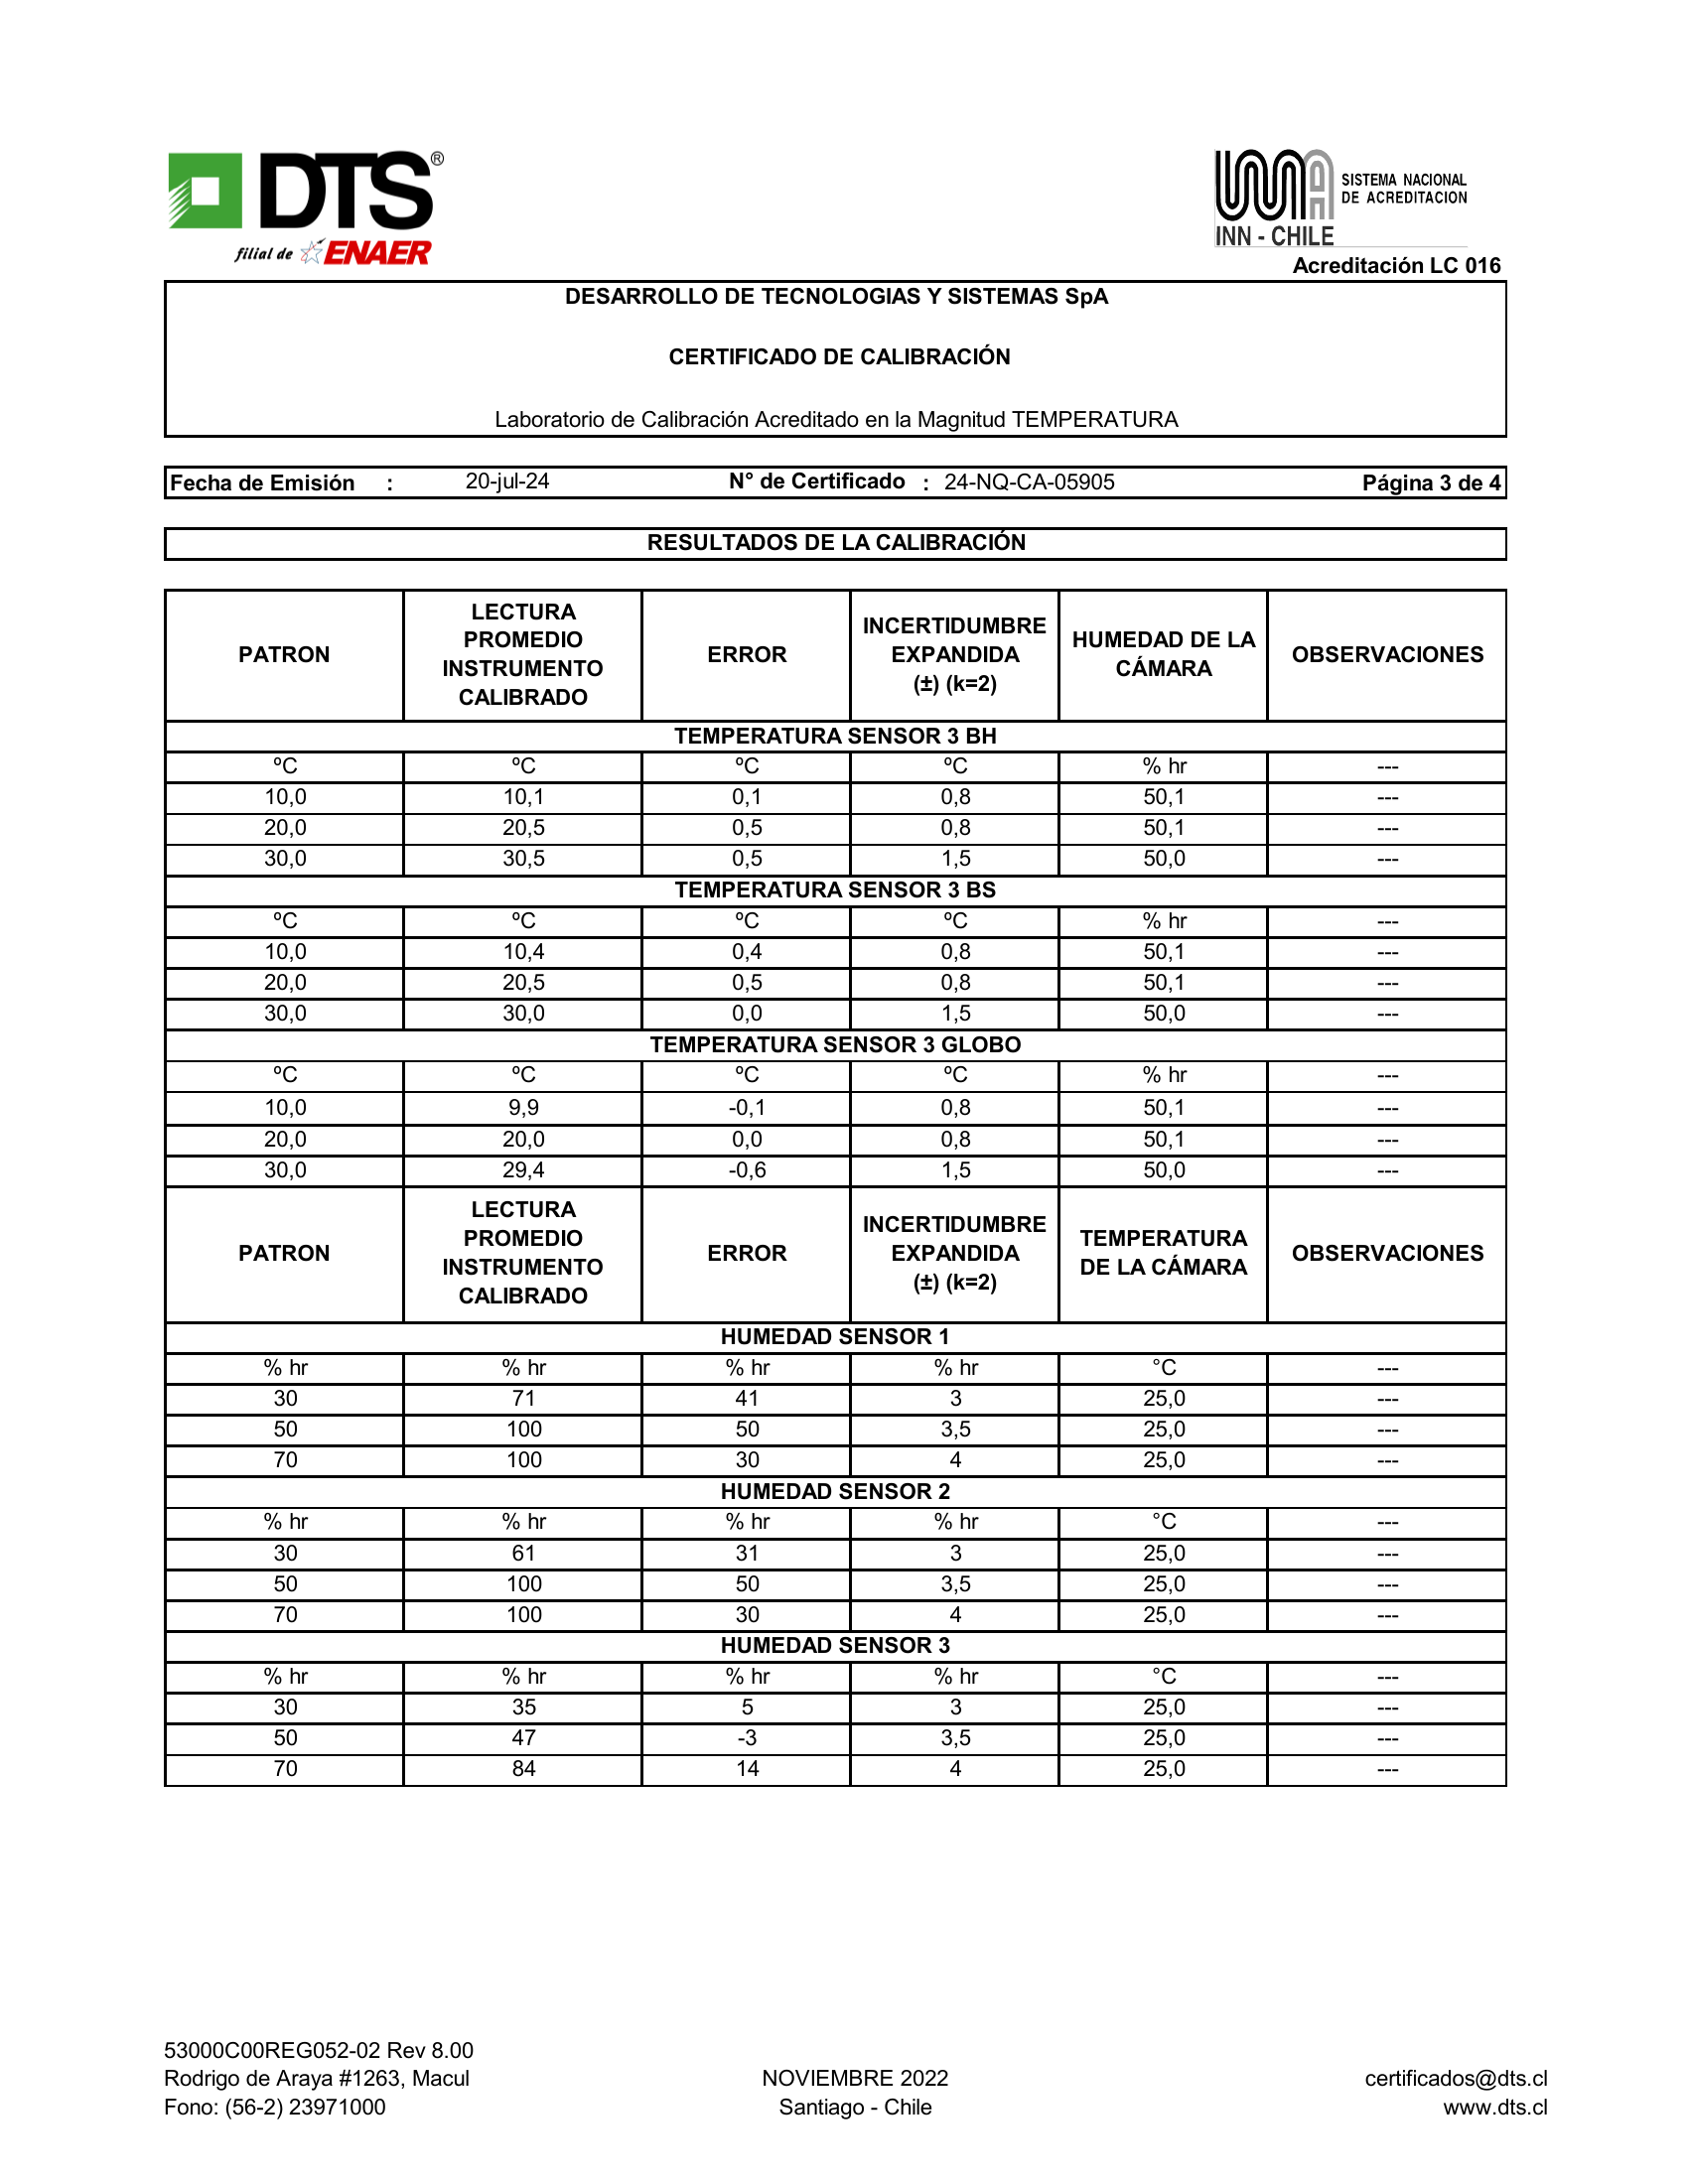 DTS®
filial de ENAER
SISTEMA NACIONAL
DE ACREDITACION
INN - CHILE
Acreditación LC 016
DESARROLLO DE TECNOLOGIAS Y SISTEMAS SpA
CERTIFICADO DE CALIBRACIÓN
Laboratorio de Calibración Acreditado en la Magnitud TEMPERATURA
Fecha de Emisión : 20-jul-24 N° de Certificado : 24-NQ-CA-05905 Página 3 de 4
RESULTADOS DE LA CALIBRACIÓN
PATRON LECTURA PROMEDIO INSTRUMENTO CALIBRADO ERROR INCERTIDUMBRE EXPANDIDA (±) (k=2) HUMEDAD DE LA CÁMARA OBSERVACIONES
TEMPERATURA SENSOR 3 BH
ºC ºC ºC ºC % hr ---
10,0 10,1 0,1 0,8 50,1 ---
20,0 20,5 0,5 0,8 50,1 ---
30,0 30,5 0,5 1,5 50,0 ---
TEMPERATURA SENSOR 3 BS
ºC ºC ºC ºC % hr ---
10,0 10,4 0,4 0,8 50,1 ---
20,0 20,5 0,5 0,8 50,1 ---
30,0 30,0 0,0 1,5 50,0 ---
TEMPERATURA SENSOR 3 GLOBO
ºC ºC ºC ºC % hr ---
10,0 9,9 -0,1 0,8 50,1 ---
20,0 20,0 0,0 0,8 50,1 ---
30,0 29,4 -0,6 1,5 50,0 ---
PATRON LECTURA PROMEDIO INSTRUMENTO CALIBRADO ERROR INCERTIDUMBRE EXPANDIDA (±) (k=2) TEMPERATURA DE LA CÁMARA OBSERVACIONES
HUMEDAD SENSOR 1
% hr % hr % hr % hr °C ---
30 71 41 3 25,0 ---
50 100 50 3,5 25,0 ---
70 100 30 4 25,0 ---
HUMEDAD SENSOR 2
% hr % hr % hr % hr °C ---
30 61 31 3 25,0 ---
50 100 50 3,5 25,0 ---
70 100 30 4 25,0 ---
HUMEDAD SENSOR 3
% hr % hr % hr % hr °C ---
30 35 5 3 25,0 ---
50 47 -3 3,5 25,0 ---
70 84 14 4 25,0 ---
53000C00REG052-02 Rev 8.00
Rodrigo de Araya #1263, Macul NOVIEMBRE 2022 certificados@dts.cl
Fono: (56-2) 23971000 Santiago - Chile www.dts.cl